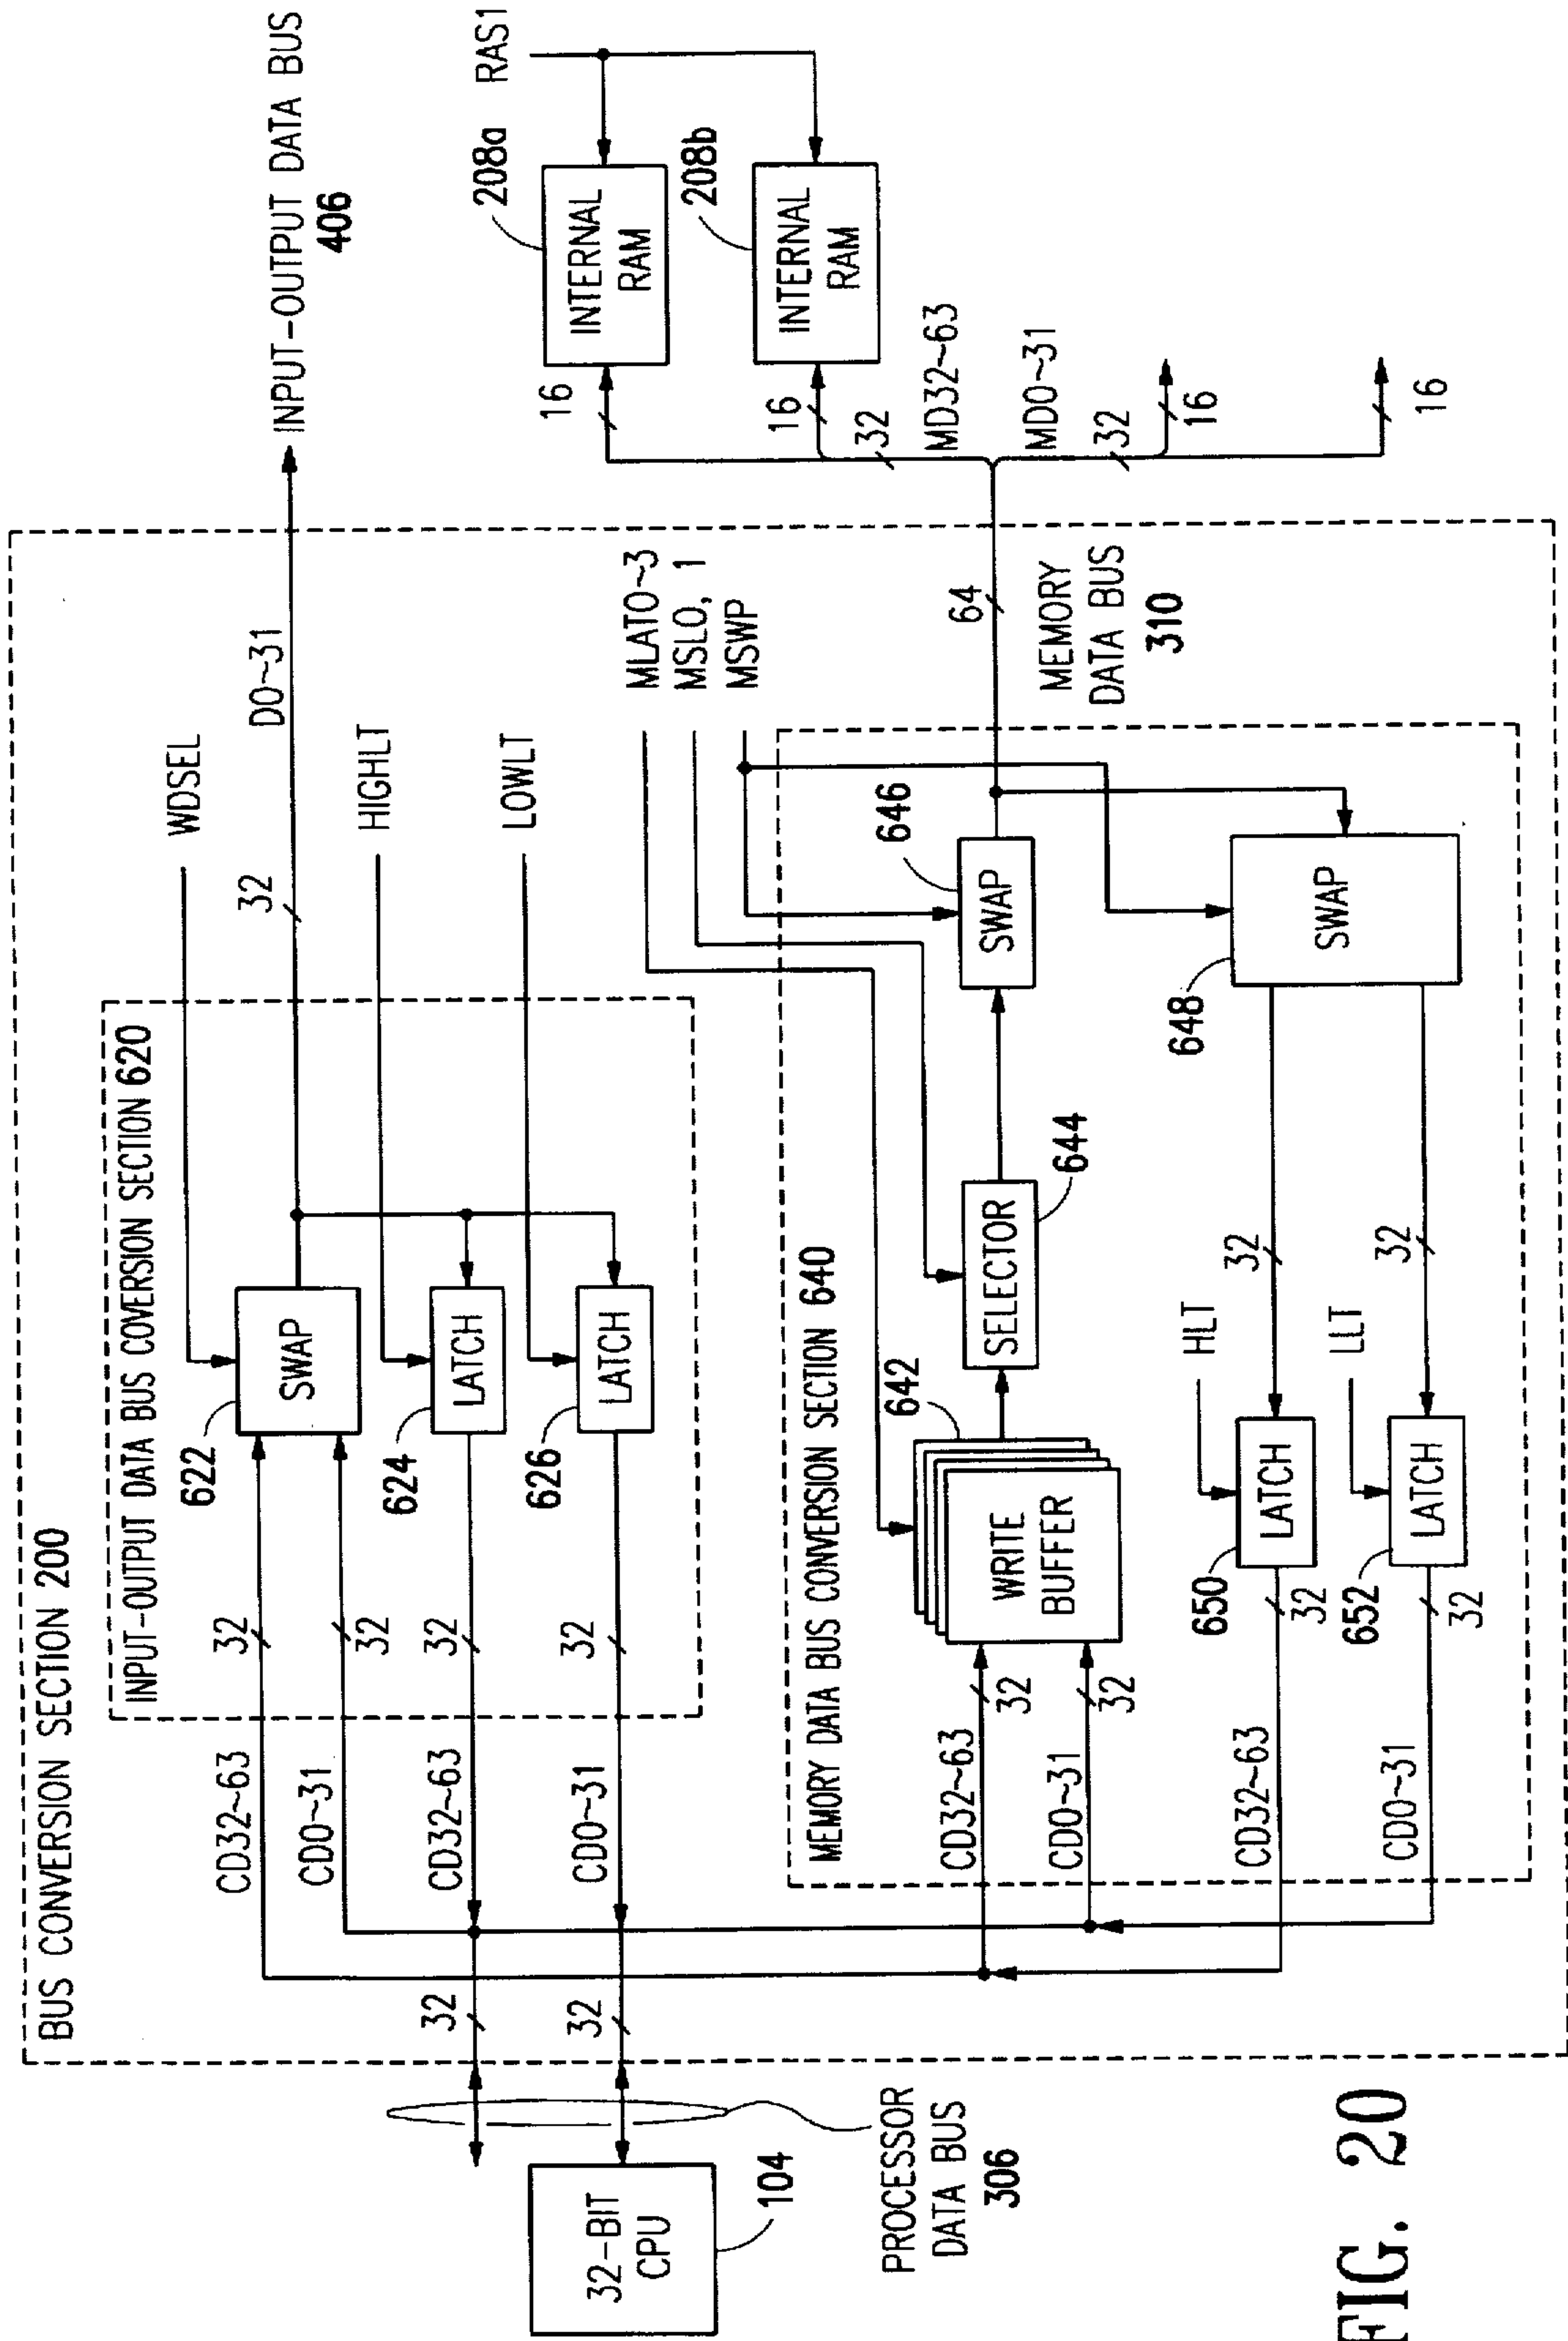 BUS CONVERSION SECTION 200
INPUT-OUTPUT DATA BUS COVERSION SECTION 620
WDSEL
HIGHLT
LOWLT
D0~31
32
INPUT-OUTPUT DATA BUS
406
622
SWAP
624
LATCH
626
LATCH
32
32
32
32
CD32~63
CD0~31
CD32~63
CD0~31
32
32
32-BIT
CPU
104
PROCESSOR
DATA BUS
306
MEMORY DATA BUS CONVERSION SECTION 640
MLAT0~3
MSL0, 1
MSWP
642
WRITE
BUFFER
SELECTOR
644
646
SWAP
648
SWAP
CD32~63
32
CD0~31
32
HLT
LATCH
650
32
32
CD32~63
LLT
LATCH
652
32
32
CD0~31
64
MEMORY
DATA BUS
310
RAS1
208a
INTERNAL
RAM
16
208b
INTERNAL
RAM
16
32
MD32~63
MD0~31
32
16
16
FIG. 20